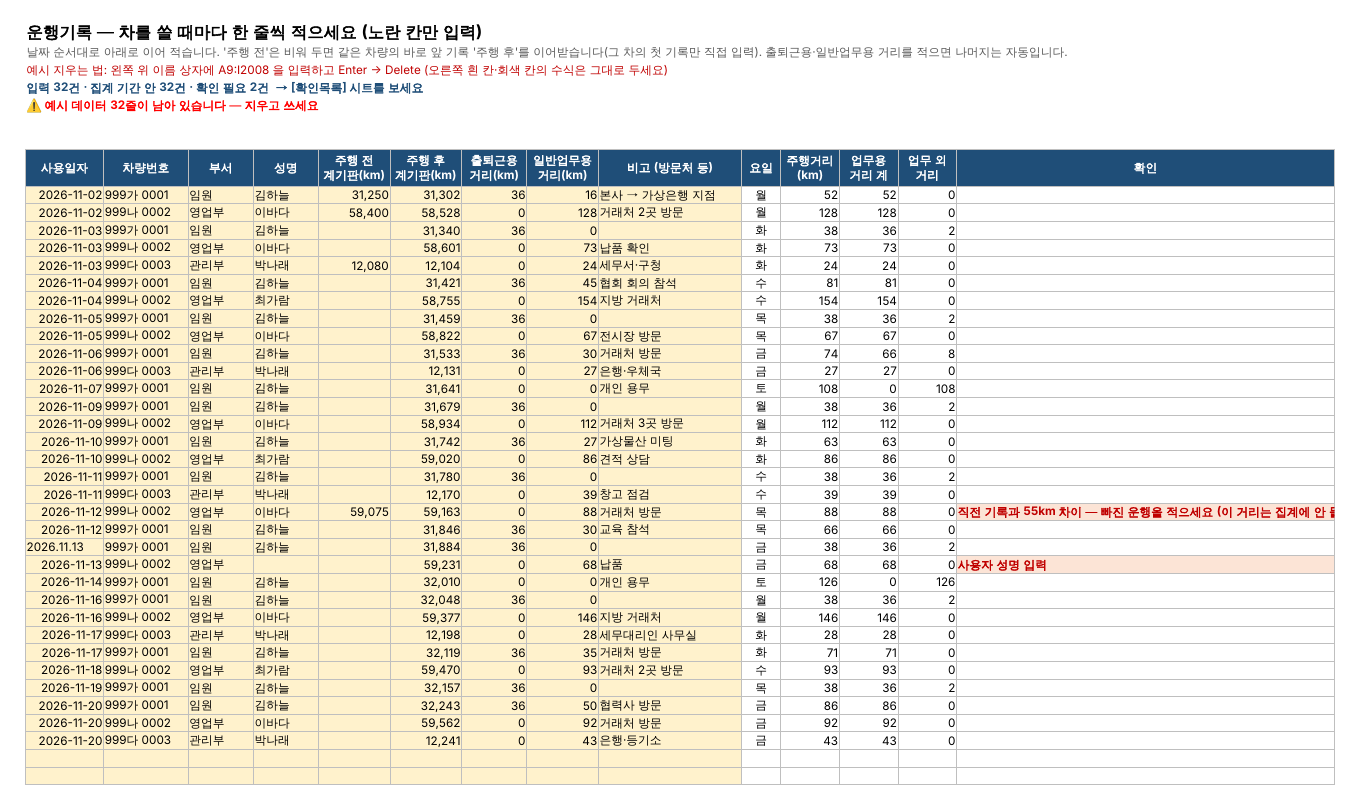 운행기록 — 차를 쓸 때마다 한 줄씩 적으세요 (노란 칸만 입력)
날짜 순서대로 아래로 이어 적습니다. '주행 전'은 비워 두면 같은 차량의 바로 앞 기록 '주행 후'를 이어받습니다(그 차의 첫 기록만 직접 입력). 출퇴근용·일반업무용 거리를 적으면 나머지는 자동입니다.
예시 지우는 법: 왼쪽 위 이름 상자에 A9:I2008 을 입력하고 Enter → Delete (오른쪽 흰 칸·회색 칸의 수식은 그대로 두세요)
입력 32건 · 집계 기간 안 32건 · 확인 필요 2건 → [확인목록] 시트를 보세요
⚠️ 예시 데이터 32줄이 남아 있습니다 — 지우고 쓰세요
사용일자 차량번호 부서 성명 주행 전 계기판(km) 주행 후 계기판(km) 출퇴근용 거리(km) 일반업무용 거리(km) 비고 (방문처 등) 요일 주행거리 (km) 업무용 거리 계 업무 외 거리 확인
2026-11-02 999가 0001 임원 김하늘 31,250 31,302 36 16 본사 → 가상은행 지점 월 52 52 0
2026-11-02 999나 0002 영업부 이바다 58,400 58,528 0 128 거래처 2곳 방문 월 128 128 0
2026-11-03 999가 0001 임원 김하늘 31,340 36 0 화 38 36 2
2026-11-03 999나 0002 영업부 이바다 58,601 0 73 납품 확인 화 73 73 0
2026-11-03 999다 0003 관리부 박나래 12,080 12,104 0 24 세무서·구청 화 24 24 0
2026-11-04 999가 0001 임원 김하늘 31,421 36 45 협회 회의 참석 수 81 81 0
2026-11-04 999나 0002 영업부 최가람 58,755 0 154 지방 거래처 수 154 154 0
2026-11-05 999가 0001 임원 김하늘 31,459 36 0 목 38 36 2
2026-11-05 999나 0002 영업부 이바다 58,822 0 67 전시장 방문 목 67 67 0
2026-11-06 999가 0001 임원 김하늘 31,533 36 30 거래처 방문 금 74 66 8
2026-11-06 999다 0003 관리부 박나래 12,131 0 27 은행·우체국 금 27 27 0
2026-11-07 999가 0001 임원 김하늘 31,641 0 0 개인 용무 토 108 0 108
2026-11-09 999가 0001 임원 김하늘 31,679 36 0 월 38 36 2
2026-11-09 999나 0002 영업부 이바다 58,934 0 112 거래처 3곳 방문 월 112 112 0
2026-11-10 999가 0001 임원 김하늘 31,742 36 27 가상물산 미팅 화 63 63 0
2026-11-10 999나 0002 영업부 최가람 59,020 0 86 견적 상담 화 86 86 0
2026-11-11 999가 0001 임원 김하늘 31,780 36 0 수 38 36 2
2026-11-11 999다 0003 관리부 박나래 12,170 0 39 창고 점검 수 39 39 0
2026-11-12 999나 0002 영업부 이바다 59,075 59,163 0 88 거래처 방문 목 88 88 0 직전 기록과 55km 차이 — 빠진 운행을 적으세요 (이 거리는 집계에 안
2026-11-12 999가 0001 임원 김하늘 31,846 36 30 교육 참석 목 66 66 0
2026.11.13 999가 0001 임원 김하늘 31,884 36 0 금 38 36 2
2026-11-13 999나 0002 영업부 59,231 0 68 납품 금 68 68 0 사용자 성명 입력
2026-11-14 999가 0001 임원 김하늘 32,010 0 0 개인 용무 토 126 0 126
2026-11-16 999가 0001 임원 김하늘 32,048 36 0 월 38 36 2
2026-11-16 999나 0002 영업부 이바다 59,377 0 146 지방 거래처 월 146 146 0
2026-11-17 999다 0003 관리부 박나래 12,198 0 28 세무대리인 사무실 화 28 28 0
2026-11-17 999가 0001 임원 김하늘 32,119 36 35 거래처 방문 화 71 71 0
2026-11-18 999나 0002 영업부 최가람 59,470 0 93 거래처 2곳 방문 수 93 93 0
2026-11-19 999가 0001 임원 김하늘 32,157 36 0 목 38 36 2
2026-11-20 999가 0001 임원 김하늘 32,243 36 50 협력사 방문 금 86 86 0
2026-11-20 999나 0002 영업부 이바다 59,562 0 92 거래처 방문 금 92 92 0
2026-11-20 999다 0003 관리부 박나래 12,241 0 43 은행·등기소 금 43 43 0